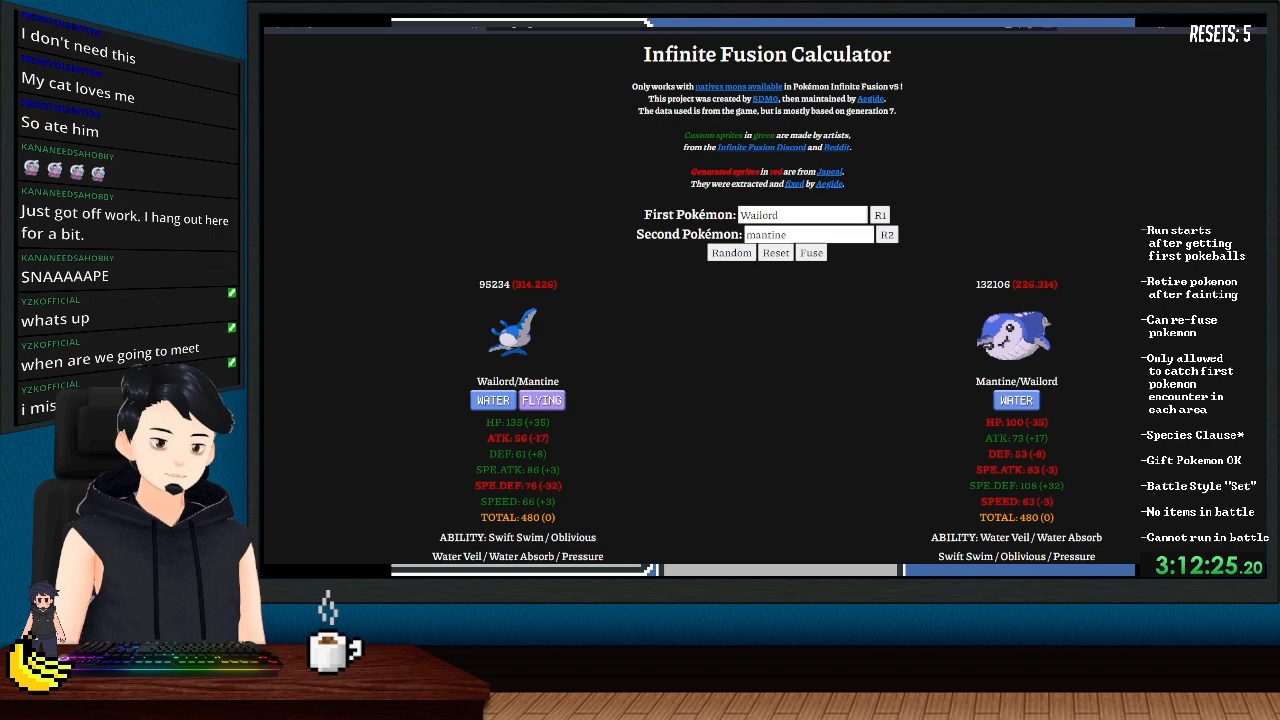 I don't need this
My cat loves me
So ate him
KANANEEDSAHOBBY
KANANEEDSAHOBBY
Just got off work. I hang out here
for a bit.
KANANEEDSAHOBBY
SNAAAAAPE
YZKOFFICIAL
whats up
YZKOFFICIAL
when are we going to meet
YZKOFFICIAL
i mis
Infinite Fusion Calculator
Only works with natives mons available in Pokémon Infinite Fusion v5 !
This project was created by SDM0, then maintained by Aegide.
The data used is from the game, but is mostly based on generation 7.
Custom sprites in green are made by artists,
from the Infinite Fusion Discord and Reddit.
Generated sprites in red are from Japeal.
They were extracted and fixed by Aegide.
First Pokémon: Wailord R1
Second Pokémon: mantine R2
Random Reset Fuse
95234 (314.226)
Wailord/Mantine
WATER FLYING
HP: 135 (+35)
ATK: 56 (-17)
DEF: 61 (+8)
SPE.ATK: 86 (+3)
SPE.DEF: 76 (-32)
SPEED: 66 (+3)
TOTAL: 480 (0)
ABILITY: Swift Swim / Oblivious
Water Veil / Water Absorb / Pressure
132106 (226.314)
Mantine/Wailord
WATER
HP: 100 (-35)
ATK: 73 (+17)
DEF: 53 (-8)
SPE.ATK: 83 (-3)
SPE.DEF: 108 (+32)
SPEED: 63 (-3)
TOTAL: 480 (0)
ABILITY: Water Veil / Water Absorb
Swift Swim / Oblivious / Pressure
RESETS: 5
-Run starts
after getting
first pokeballs
-Retire pokemon
after fainting
-Can re-fuse
pokemon
-Only allowed
to catch first
pokemon
encounter in
each area
-Species Clause
-Gift Pokemon OK
-Battle Style "Set"
-No items in battle
-Cannot run in battle
3:12:25.20